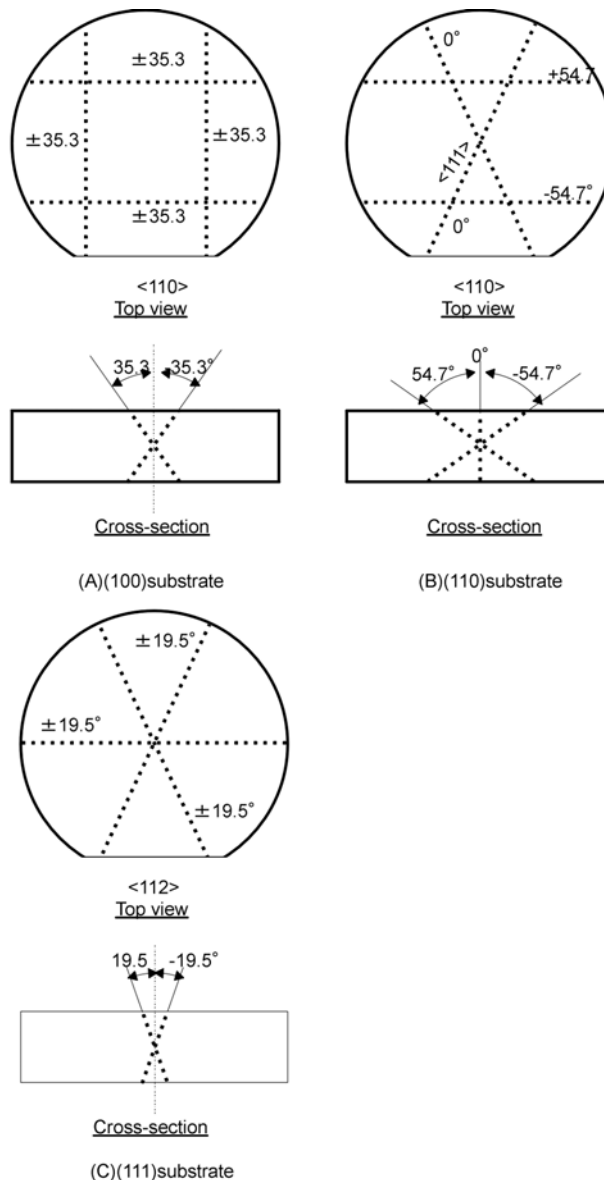 ±35.3
±35.3
±35.3
±35.3
<110>
Top view
35.3
-35.3°
Cross-section
(A)(100)substrate
0°
+54.7
<111>
-54.7°
0°
<110>
Top view
0°
54.7°
-54.7°
Cross-section
(B)(110)substrate
±19.5°
±19.5°
±19.5°
<112>
Top view
19.5
-19.5°
Cross-section
(C)(111)substrate